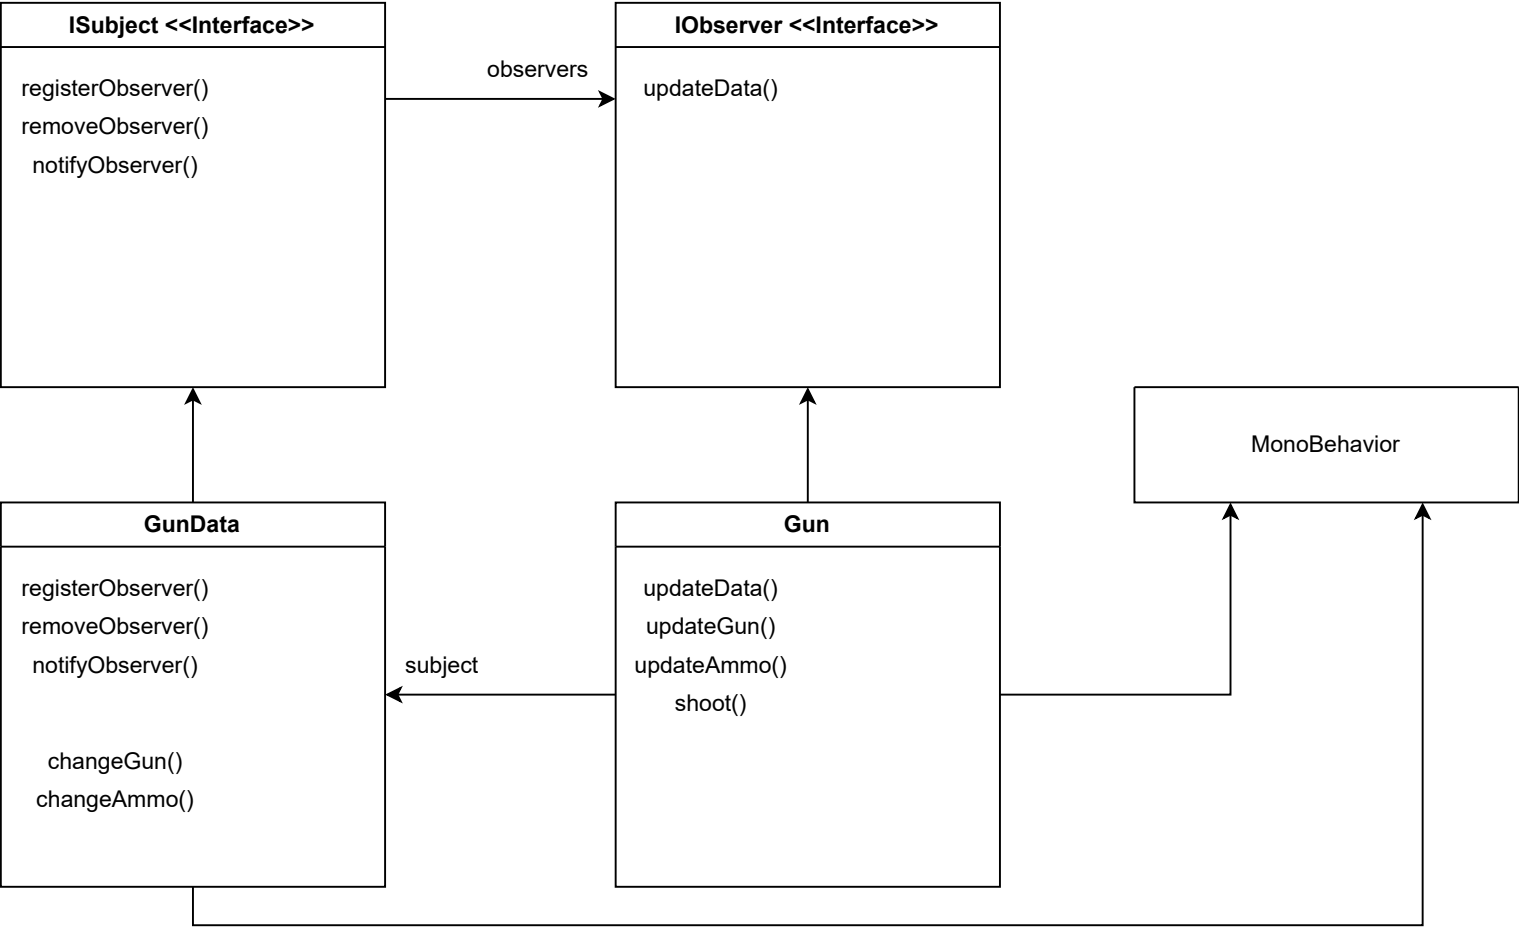 ISubject <<Interface>>
registerObserver()
removeObserver()
notifyObserver()
observers
IObserver <<Interface>>
updateData()
MonoBehavior
GunData
registerObserver()
removeObserver()
notifyObserver()
changeGun()
changeAmmo()
subject
Gun
updateData()
updateGun()
updateAmmo()
shoot()